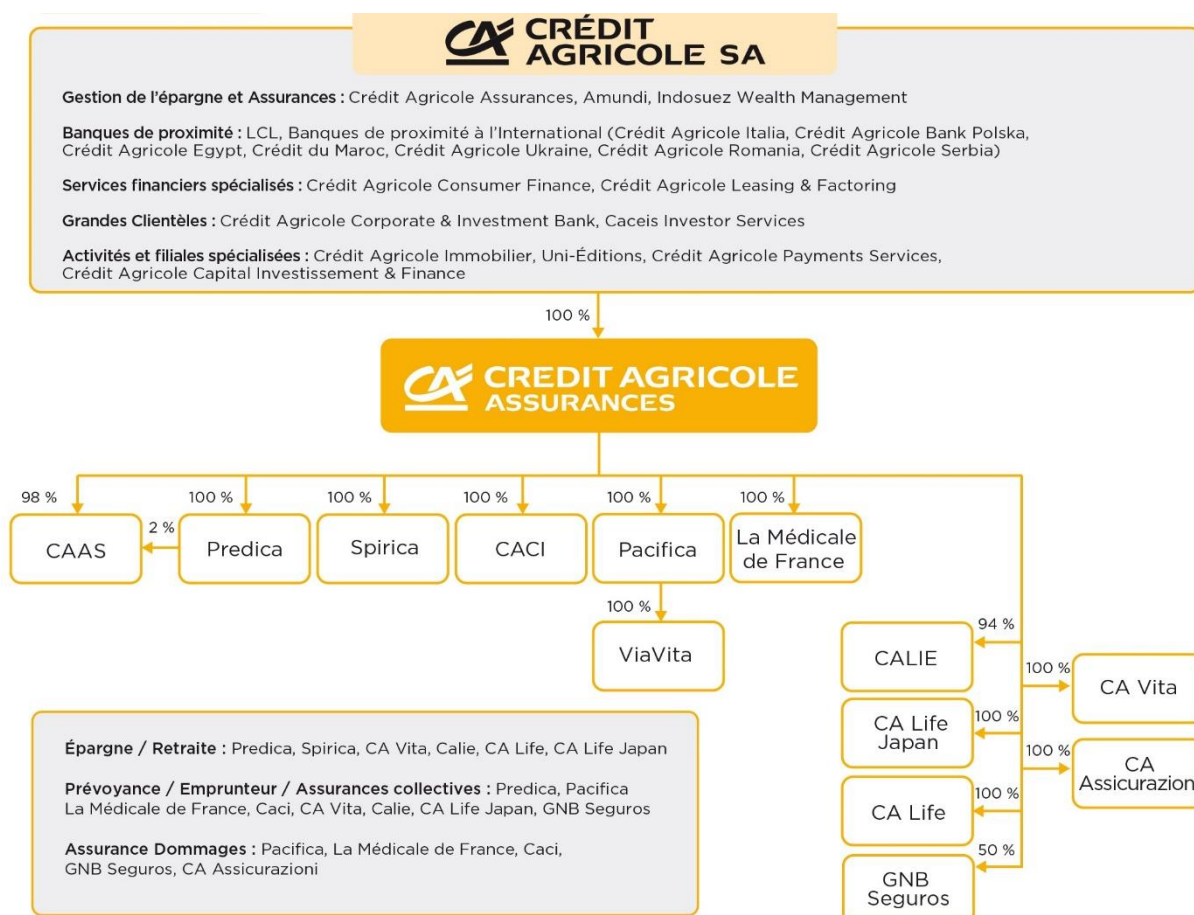 CRÉDIT
AGRICOLE SA
Gestion de l'épargne et Assurances : Crédit Agricole Assurances, Amundi, Indosuez Wealth Management
Banques de proximité : LCL, Banques de proximité à l'International (Crédit Agricole Italia, Crédit Agricole Bank Polska,
Crédit Agricole Egypt, Crédit du Maroc, Crédit Agricole Ukraine, Crédit Agricole Romania, Crédit Agricole Serbia)
Services financiers spécialisés : Crédit Agricole Consumer Finance, Crédit Agricole Leasing & Factoring
Grandes Clientèles : Crédit Agricole Corporate & Investment Bank, Caceis Investor Services
Activités et filiales spécialisées : Crédit Agricole Immobilier, Uni-Éditions, Crédit Agricole Payments Services,
Crédit Agricole Capital Investissement & Finance
100 %
CREDIT AGRICOLE
ASSURANCES
98 %
100 %
100 %
100 %
100 %
100 %
CAAS
2 %
Predica
Spirica
CACI
Pacifica
La Médicale
de France
100 %
ViaVita
94 %
CALIE
100 %
CA Vita
100 %
CA Life
Japan
100 %
CA
Assicurazion
100 %
CA Life
50 %
GNB
Seguros
Épargne / Retraite : Predica, Spirica, CA Vita, Calie, CA Life, CA Life Japan
Prévoyance / Emprunteur / Assurances collectives : Predica, Pacifica
La Médicale de France, Caci, CA Vita, Calie, CA Life Japan, GNB Seguros
Assurance Dommages : Pacifica, La Médicale de France, Caci,
GNB Seguros, CA Assicurazioni